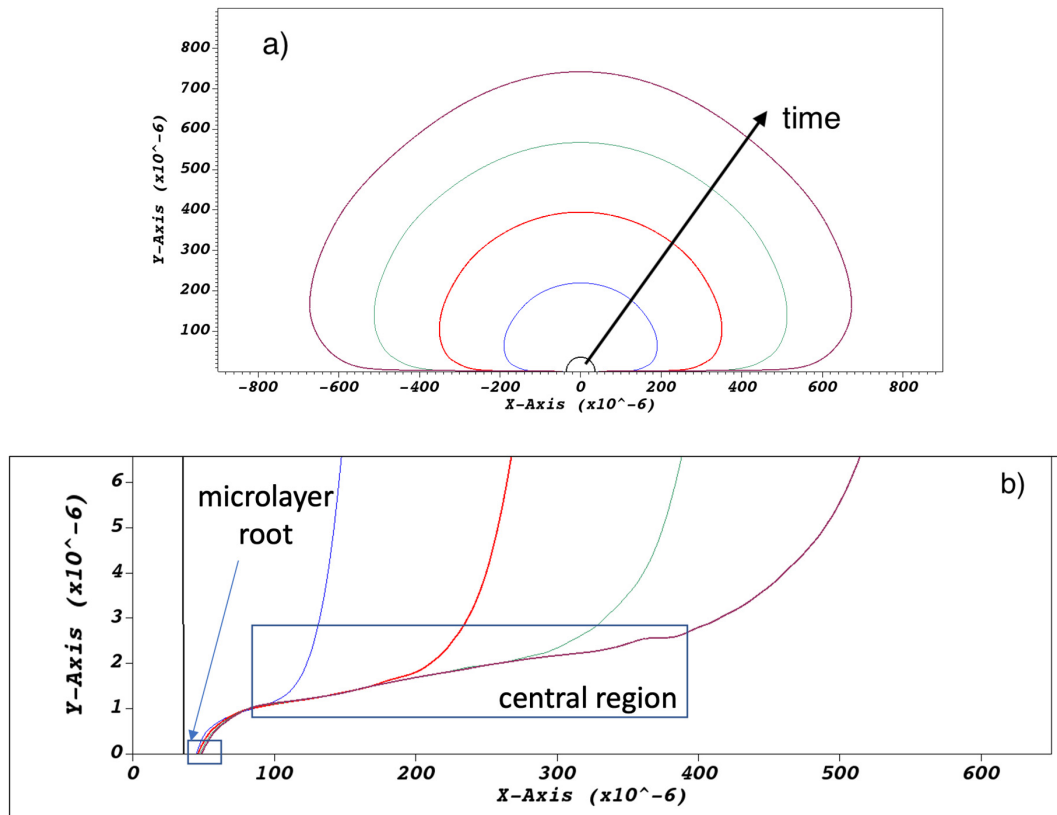 a)
800
700
600
500
400
300
200
100
Y-Axis (x10^-6)
time
-800 -600 -400 -200 0 200 400 600 800
X-Axis (x10^-6)
b)
6
5
4
3
2
1
0
Y-Axis (x10^-6)
microlayer
root
central region
0 100 200 300 400 500 600
X-Axis (x10^-6)